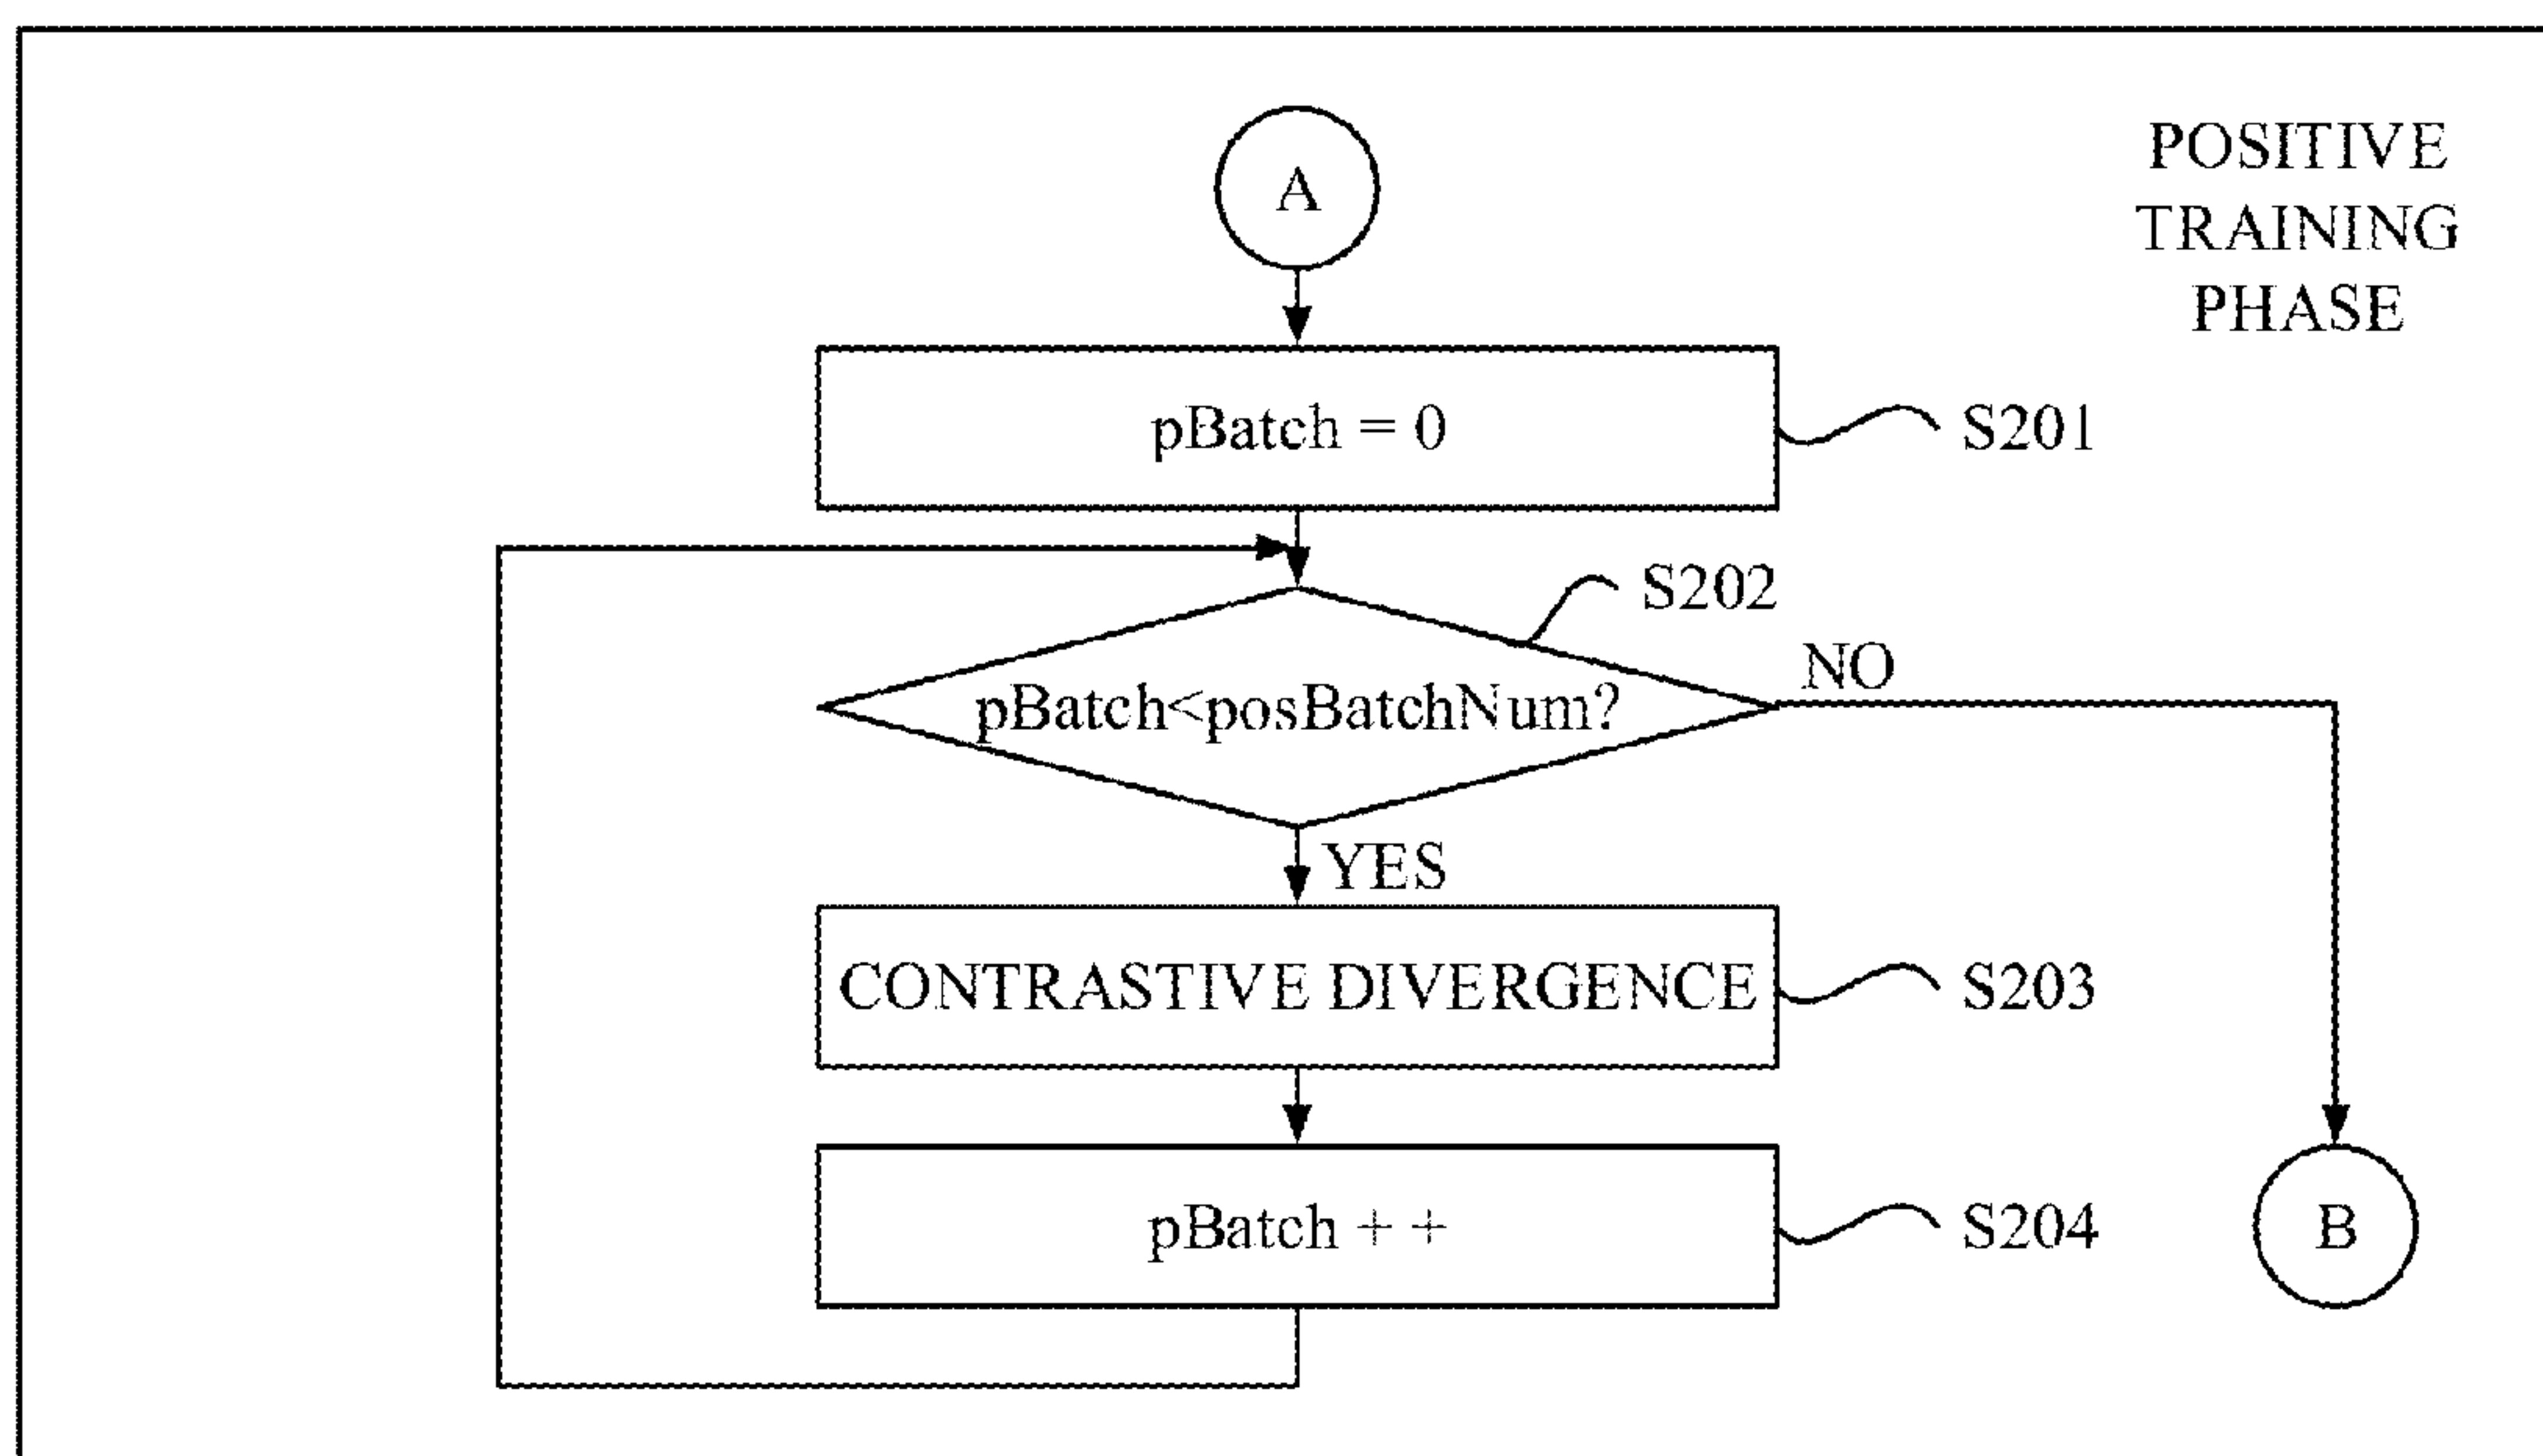 A
POSITIVE
TRAINING
PHASE
pBatch = 0
S201
S202
pBatch<posBatchNum?
NO
YES
CONTRASTIVE DIVERGENCE
S203
pBatch + +
S204
B